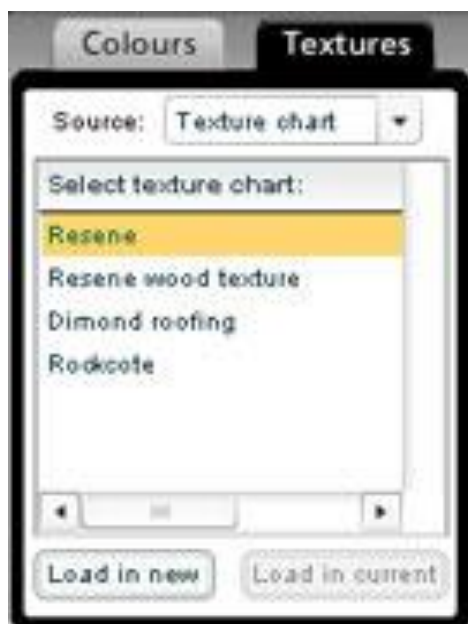 Colours Textures
Source: Texture chart
Select texture chart:
Resene
Resene wood texture
Dimond roofing
Rockcote
Load in new Load in current